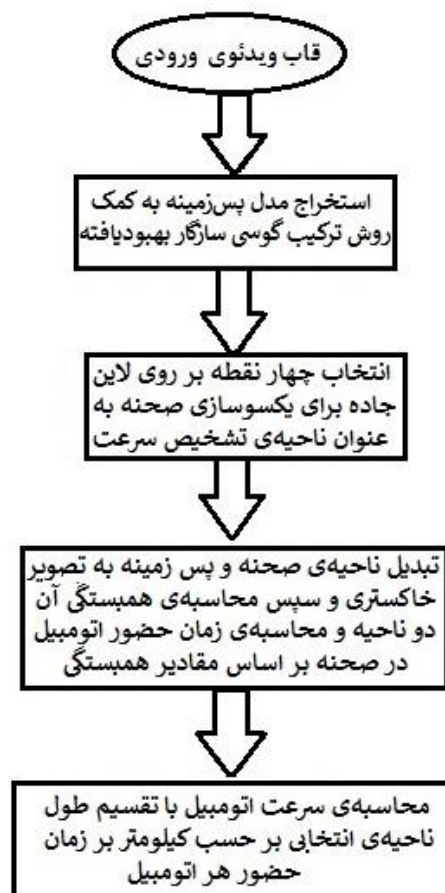 قاب ویدئوی ورودی
استخراج مدل پس‌زمینه به کمک
روش ترکیب گوسی سازگار بهبودیافته
انتخاب چهار نقطه بر روی لاین
جاده برای یکسوسازی صحنه به
عنوان ناحیه‌ی تشخیص سرعت
تبدیل ناحیه‌ی صحنه و پس زمینه به تصویر
خاکستری و سپس محاسبه‌ی همبستگی آن
دو ناحیه و محاسبه‌ی زمان حضور اتومبیل
در صحنه بر اساس مقادیر همبستگی
محاسبه‌ی سرعت اتومبیل با تقسیم طول
ناحیه‌ی انتخابی بر حسب کیلومتر بر زمان
حضور هر اتومبیل